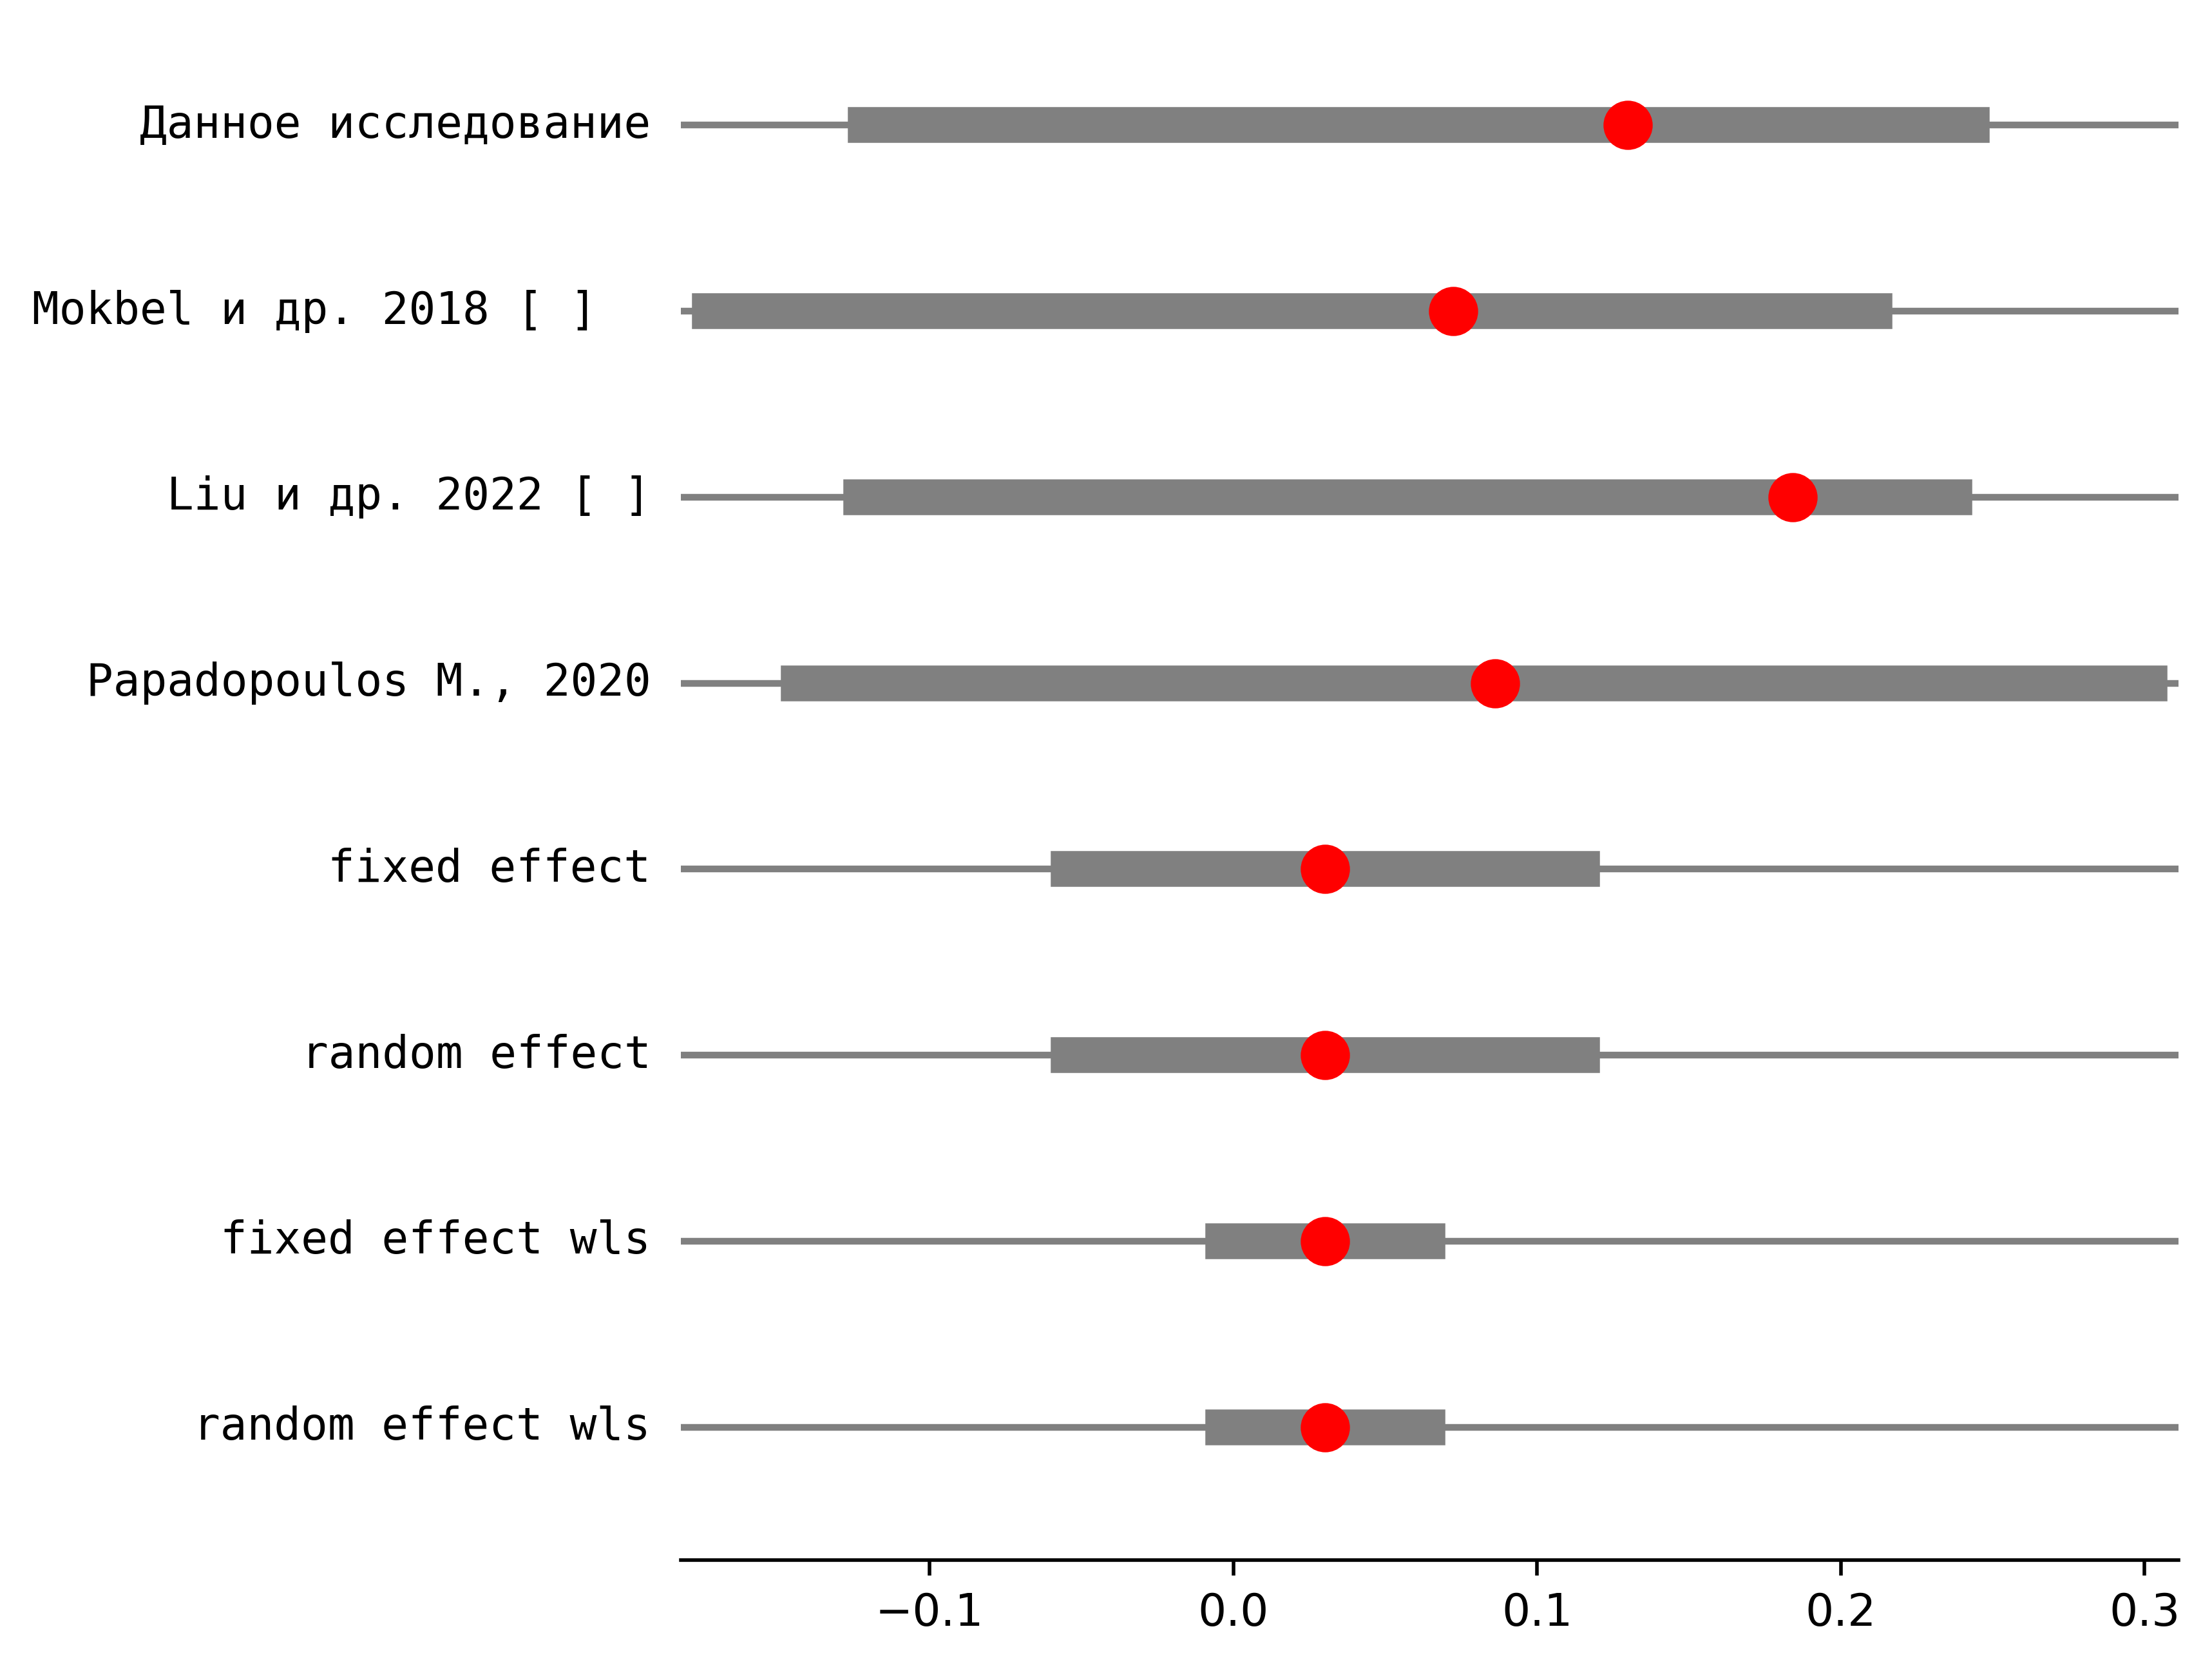 Данное исследование
Mokbel и др. 2018 [ ]
Liu и др. 2022 [ ]
Papadopoulos M., 2020
fixed effect
random effect
fixed effect wls
random effect wls
−0.1 0.0 0.1 0.2 0.3